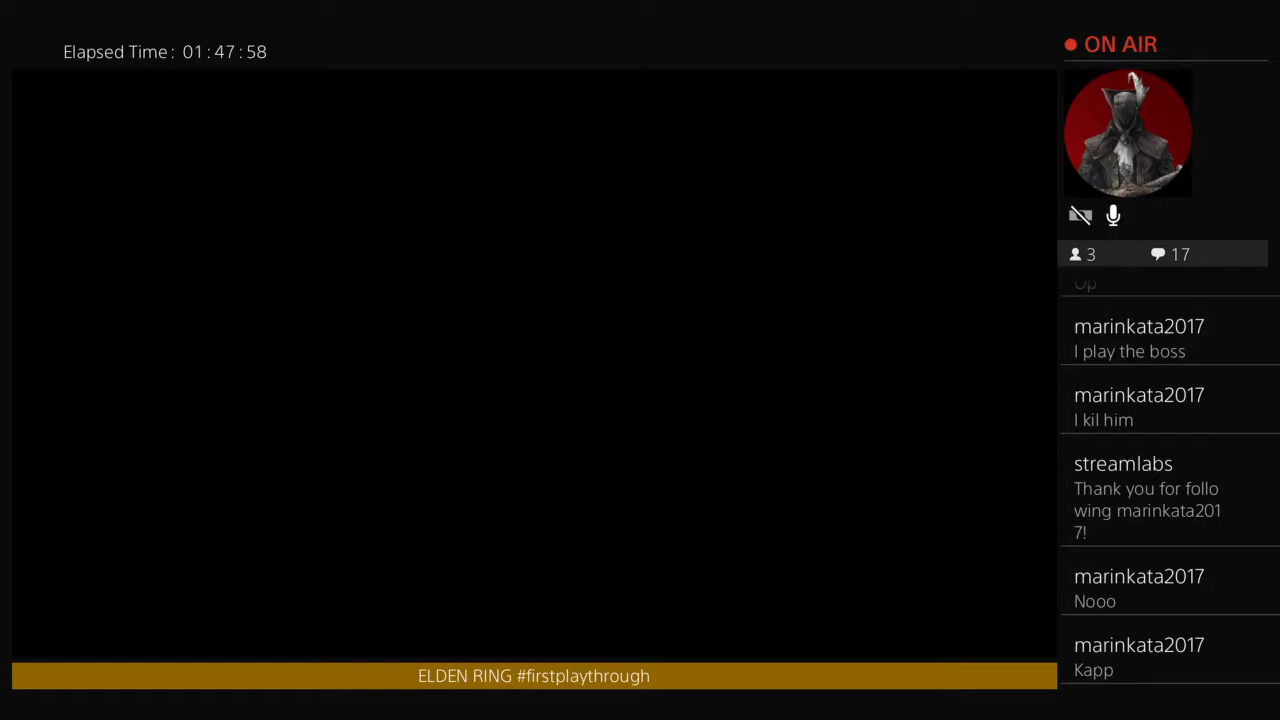 Elapsed Time: 01:47:58
ON AIR
3 17
Op
marinkata2017
I play the boss
marinkata2017
I kil him
streamlabs
Thank you for follo
wing marinkata201
7!
marinkata2017
Nooo
marinkata2017
Kapp
ELDEN RING #firstplaythrough